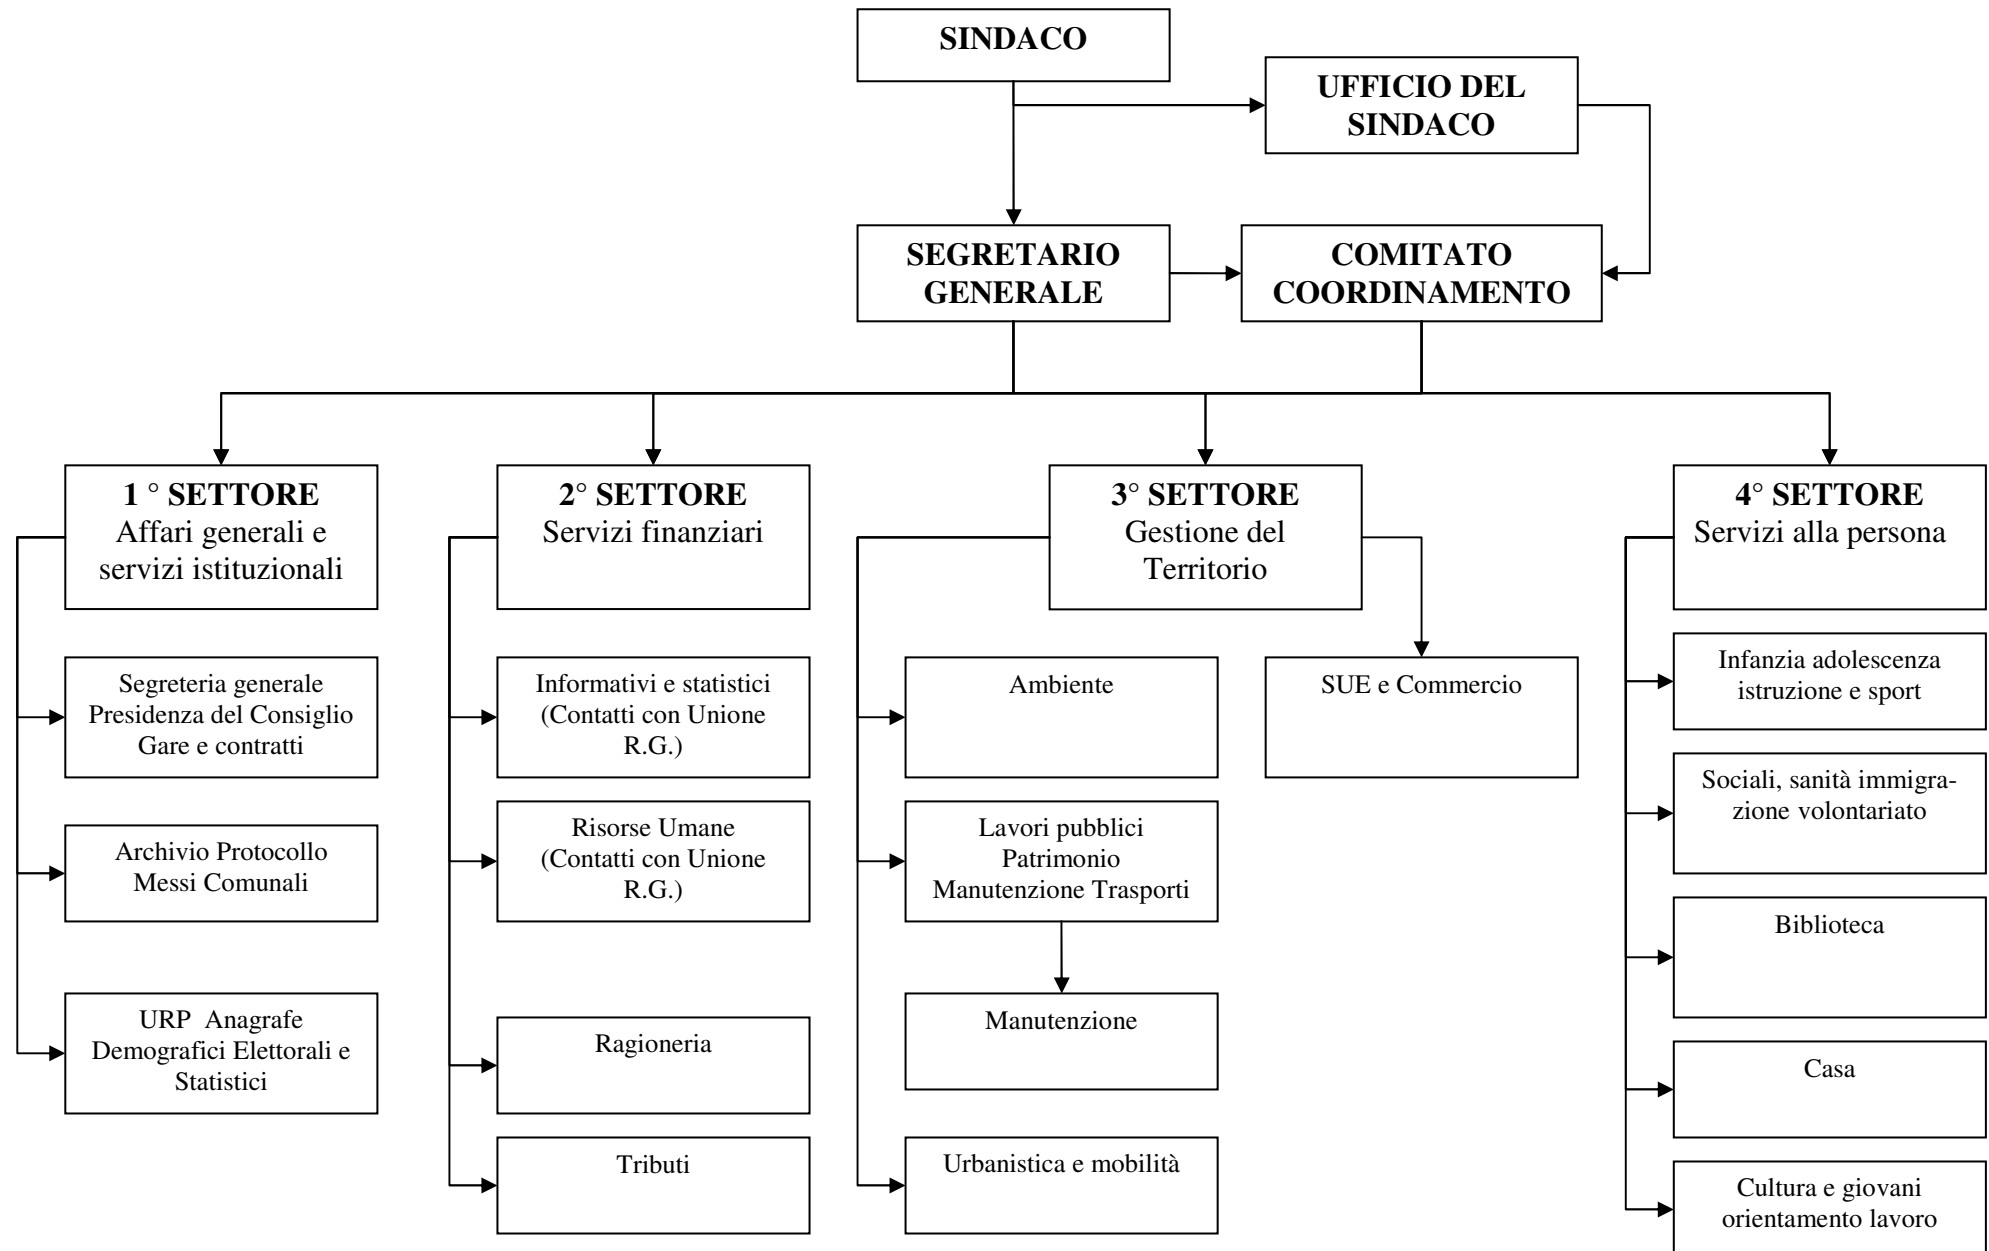 SINDACO
UFFICIO DEL
SINDACO
SEGRETARIO
GENERALE
COMITATO
COORDINAMENTO
1 ° SETTORE
Affari generali e
servizi istituzionali
2° SETTORE
Servizi finanziari
3° SETTORE
Gestione del
Territorio
4° SETTORE
Servizi alla persona
Segreteria generale
Presidenza del Consiglio
Gare e contratti
Archivio Protocollo
Messi Comunali
URP  Anagrafe
Demografici Elettorali e
Statistici
Informativi e statistici
(Contatti con Unione
R.G.)
Risorse Umane
(Contatti con Unione
R.G.)
Ragioneria
Tributi
Ambiente
Lavori pubblici
Patrimonio
Manutenzione Trasporti
Manutenzione
Urbanistica e mobilità
SUE e Commercio
Infanzia adolescenza
istruzione e sport
Sociali, sanità immigra-
zione volontariato
Biblioteca
Casa
Cultura e giovani
orientamento lavoro